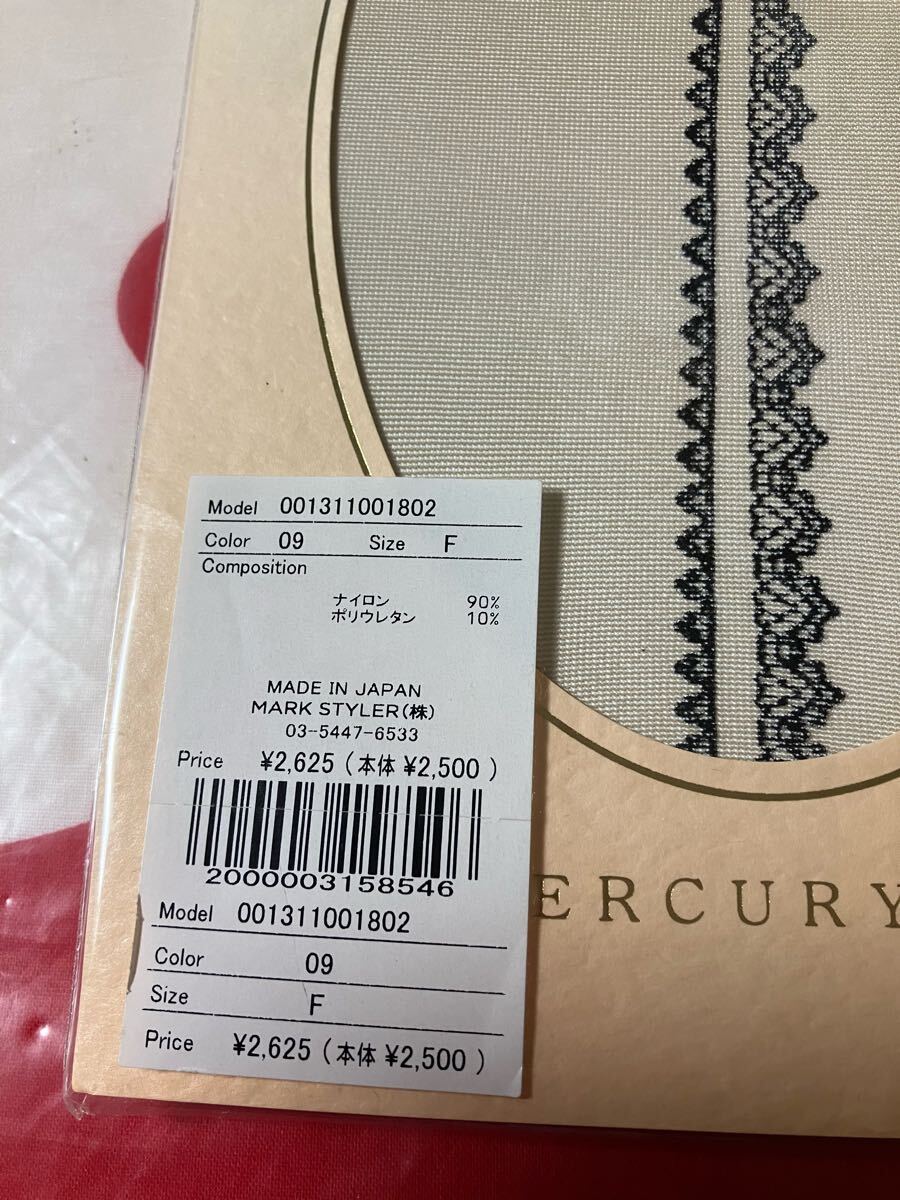 Model 001311001802
Color 09 Size F
Composition
ナイロン 90%
ポリウレタン 10%
MADE IN JAPAN
MARK STYLER(株)
03-5447-6533
Price ¥2,625 (本体 ¥2,500 )
2000003158546
Model 001311001802
Color 09
Size F
Price ¥2,625 (本体 ¥2,500 )
ERCURY